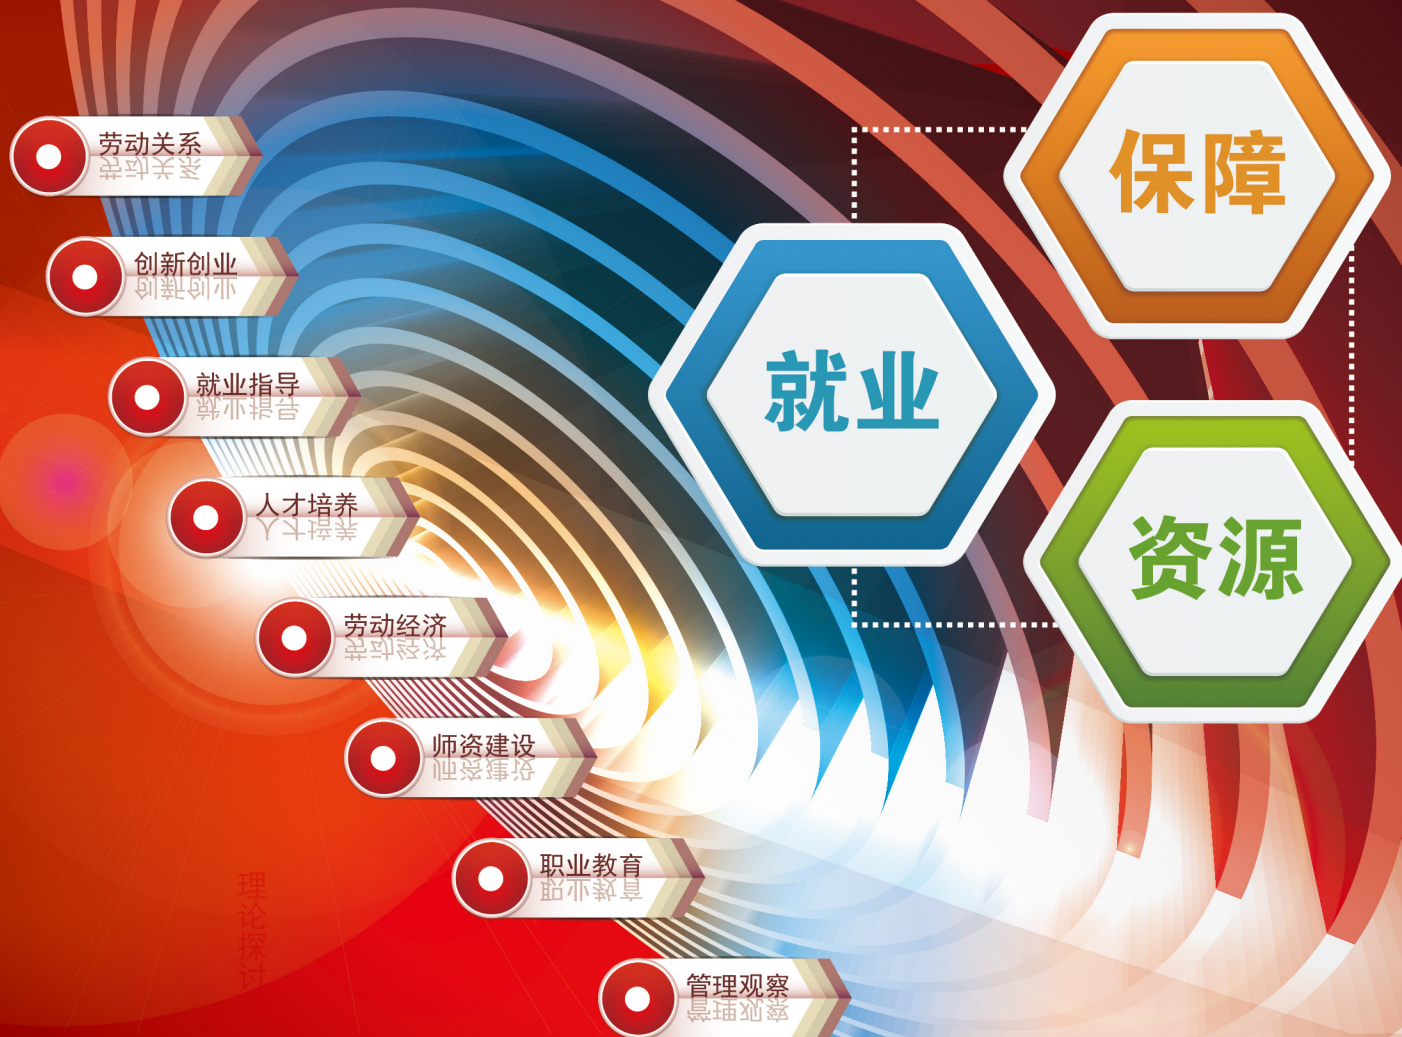 保障
就业
资源
劳动关系
创新创业
就业指导
人才培养
劳动经济
师资建设
职业教育
管理观察
理论探讨